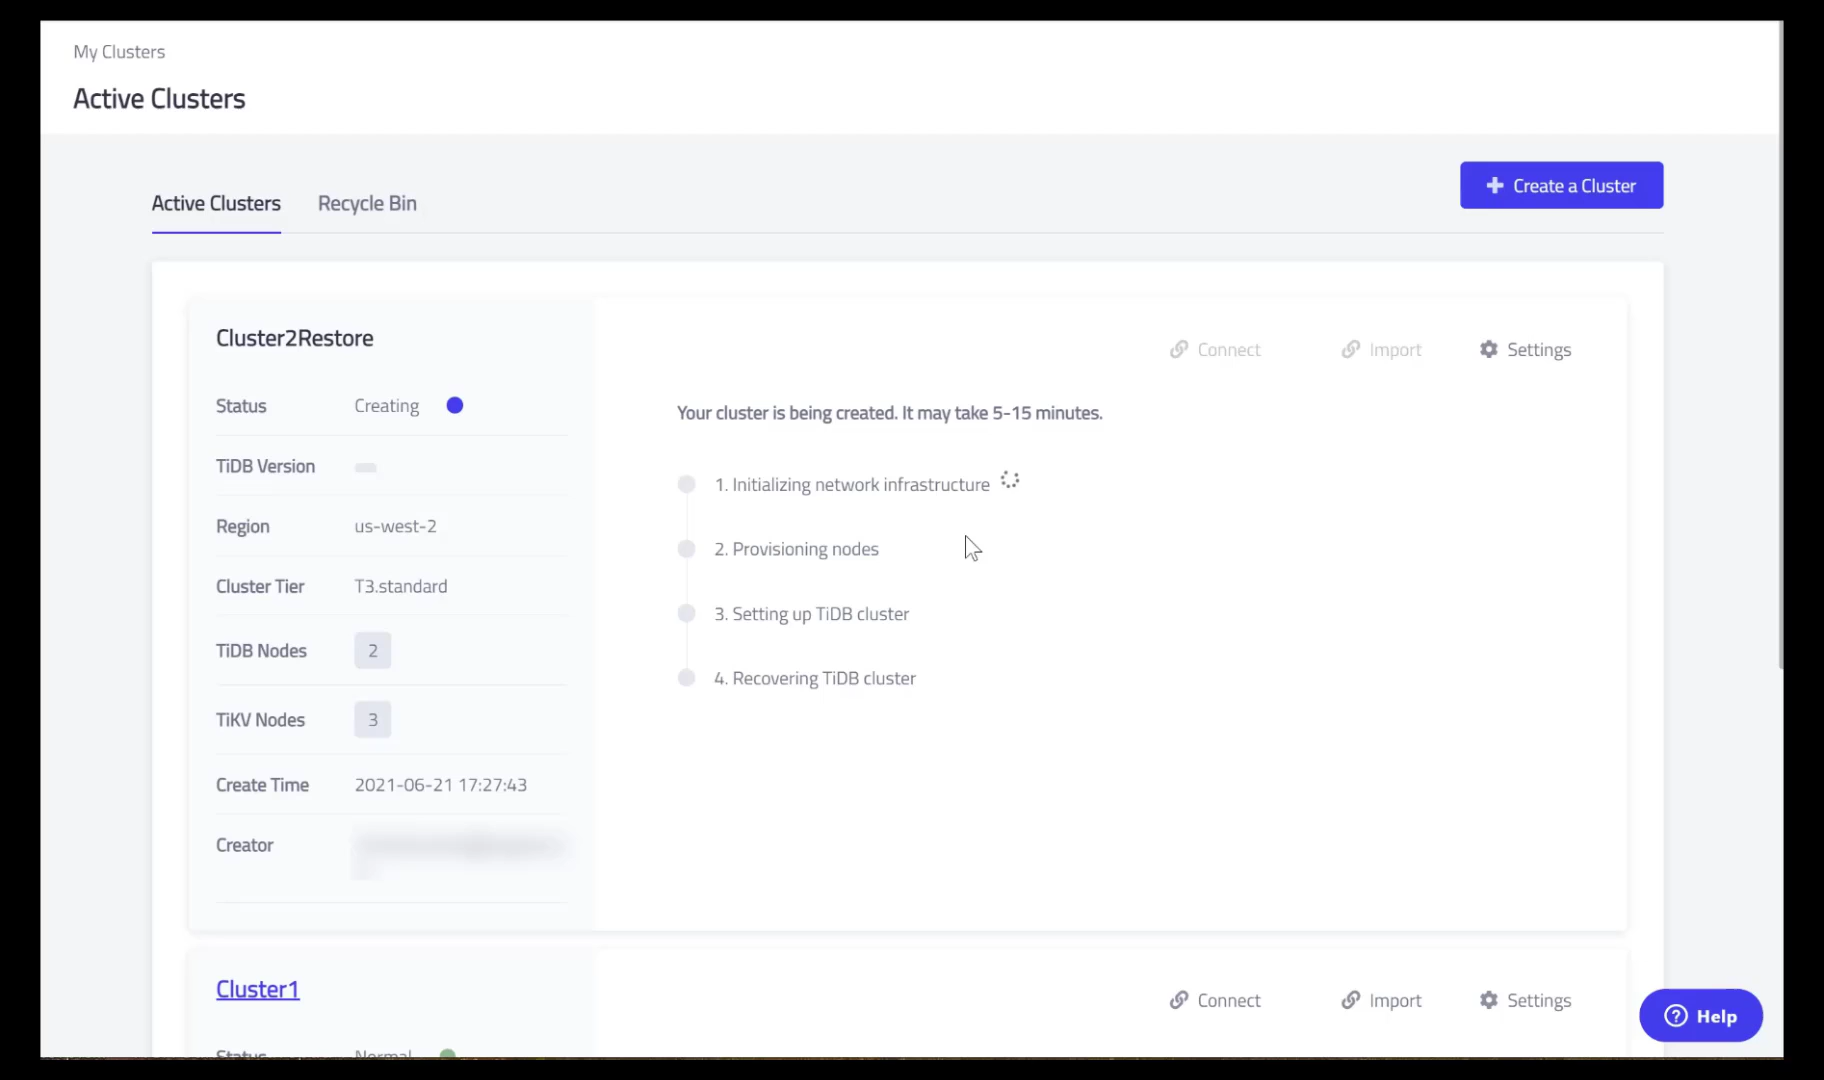 My Clusters
Active Clusters
Active Clusters
Recycle Bin
Create a Cluster
Cluster2Restore
Connect
Import
Settings
Status
Creating
Your cluster is being created. It may take 5-15 minutes.
TiDB Version
1. Initializing network infrastructure
Region
us-west-2
2. Provisioning nodes
Cluster Tier
T3.standard
3. Setting up TiDB cluster
TiDB Nodes
2
4. Recovering TiDB cluster
TiKV Nodes
3
Create Time
2021-06-21 17:27:43
Creator
Cluster1
Connect
Import
Settings
Help
Status
Normal